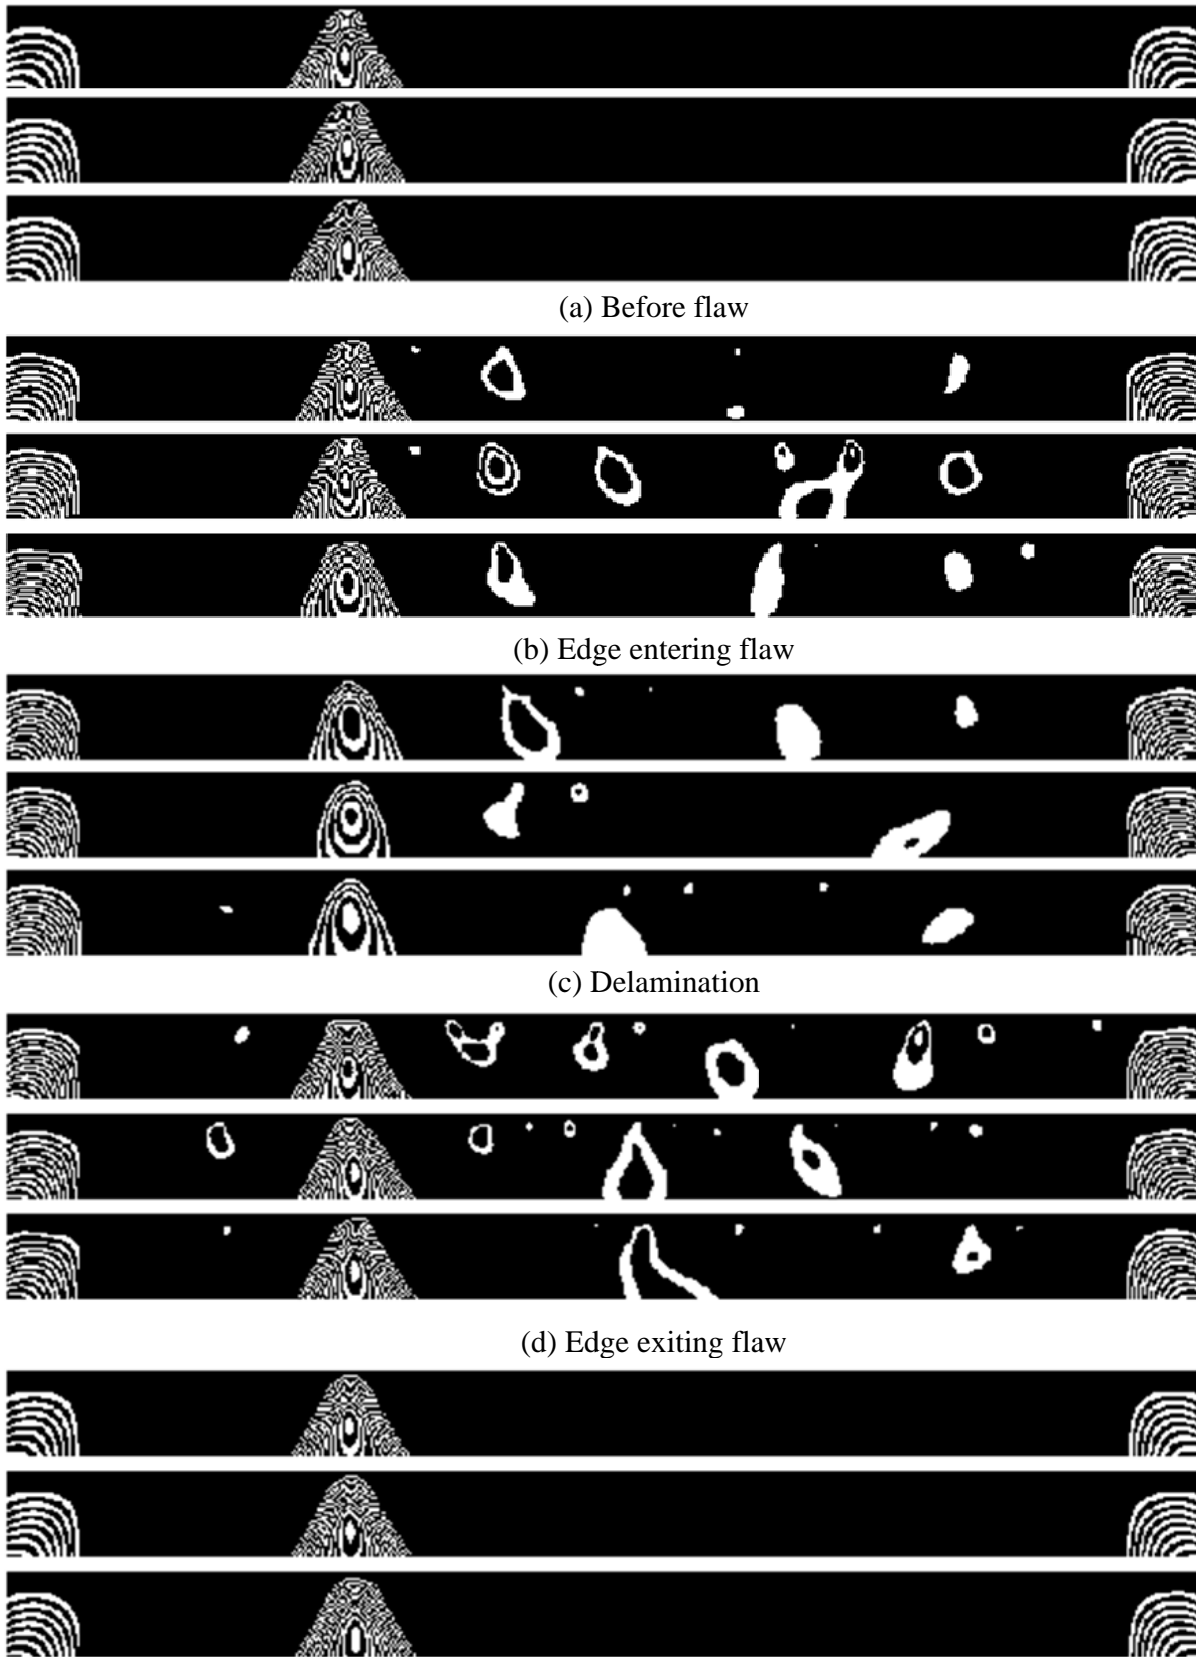 (a) Before flaw
(b) Edge entering flaw
(c) Delamination
(d) Edge exiting flaw